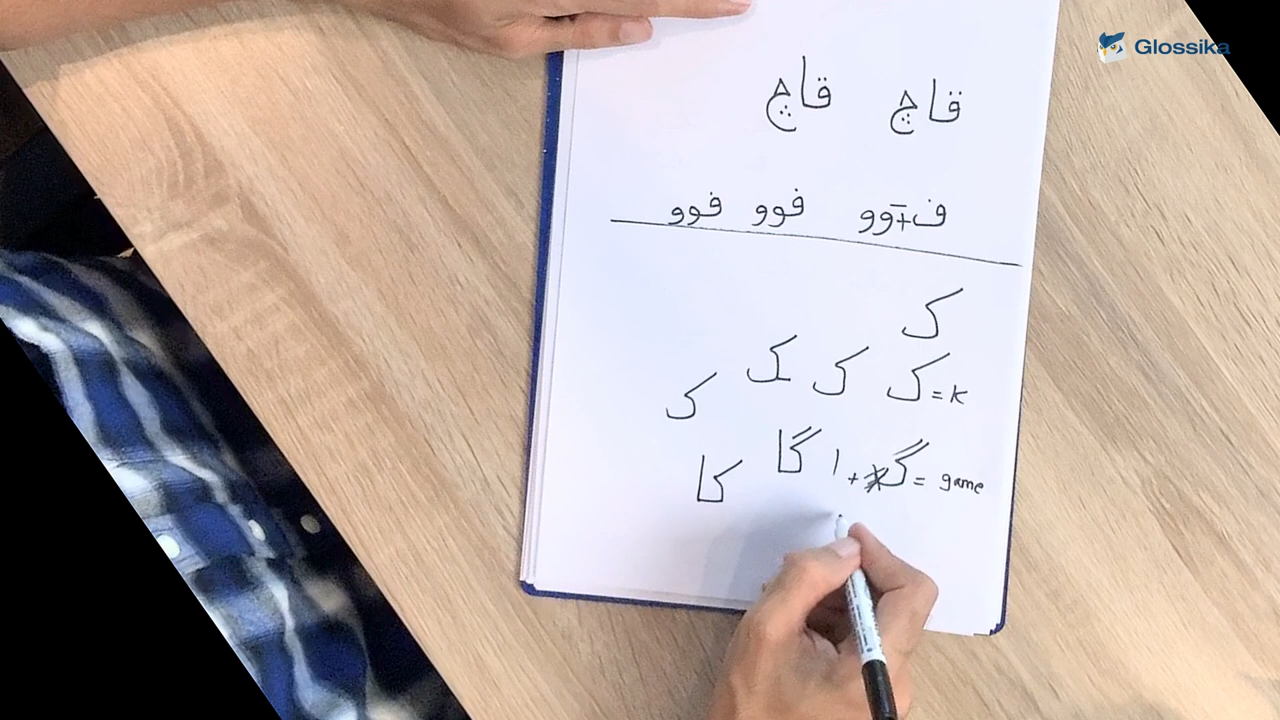 Glossika
قاچ قاچ
ف+وو فوو فوو
ک
ک = k ک ک ک
گ = game + ا گا
کا